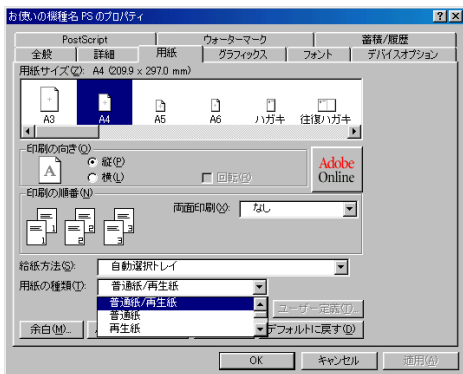 お使いの機種名 PS のプロパティ
PostScript ウォーターマーク 蓄積/履歴
全般 詳細 用紙 グラフィックス フォント デバイスオプション
用紙サイズ(Z): A4 (209.9 x 297.0 mm)
A3 A4 A5 A6 ハガキ 往復ハガキ
印刷の向き(O)
A
縦(P)
横(L)
回転(R)
Adobe
Online
印刷の順番(N)
1 2 3
両面印刷(X): なし
給紙方法(S): 自動選択トレイ
用紙の種類(T): 普通紙/再生紙
普通紙/再生紙
普通紙
再生紙
ユーザー定義(I)...
余白(M)... デフォルトに戻す(D)
OK キャンセル 適用(A)